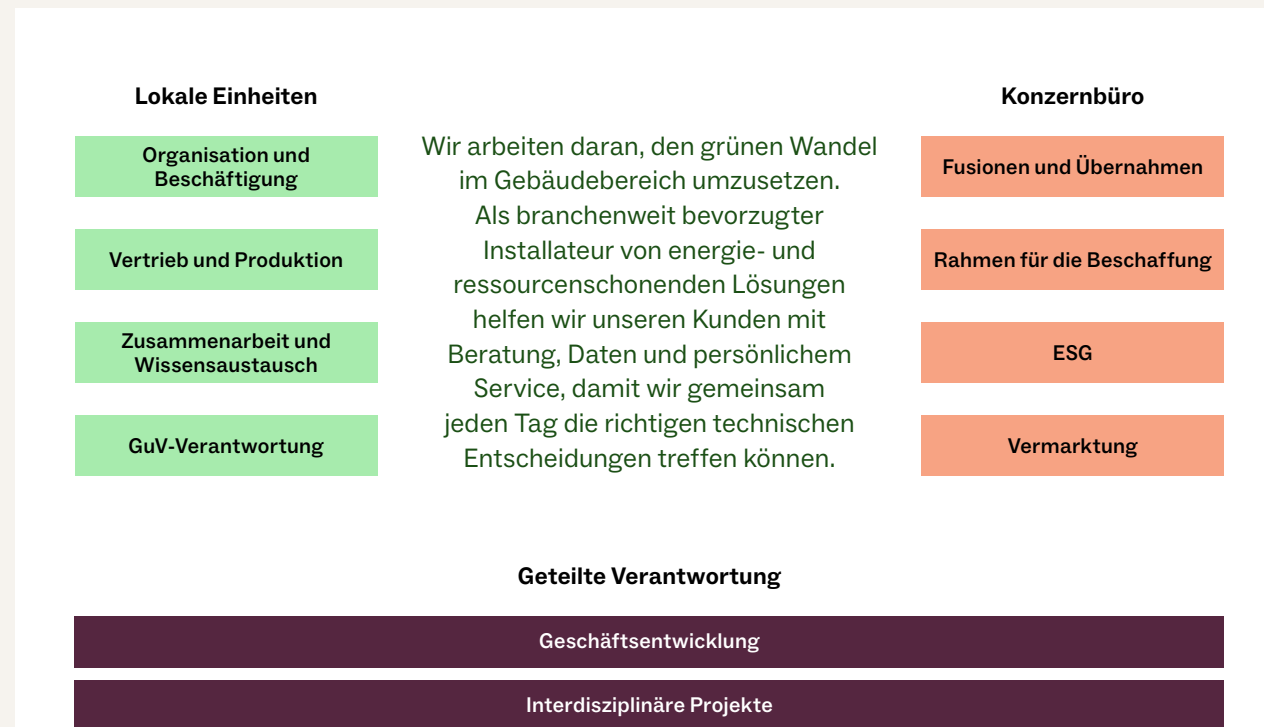 Lokale Einheiten
Organisation und
Beschäftigung
Vertrieb und Produktion
Zusammenarbeit und
Wissensaustausch
GuV-Verantwortung
Wir arbeiten daran, den grünen Wandel
im Gebäudebereich umzusetzen.
Als branchenweit bevorzugter
Installateur von energie- und
ressourcenschonenden Lösungen
helfen wir unseren Kunden mit
Beratung, Daten und persönlichem
Service, damit wir gemeinsam
jeden Tag die richtigen technischen
Entscheidungen treffen können.
Konzernbüro
Fusionen und Übernahmen
Rahmen für die Beschaffung
ESG
Vermarktung
Geteilte Verantwortung
Geschäftsentwicklung
Interdisziplinäre Projekte